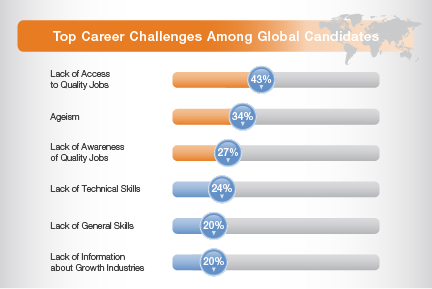 Top Career Challenges Among Global Candidates
Lack of Access
to Quality Jobs
43%
Ageism
34%
Lack of Awareness
of Quality Jobs
27%
Lack of Technical Skills
24%
Lack of General Skills
20%
Lack of Information
about Growth Industries
20%